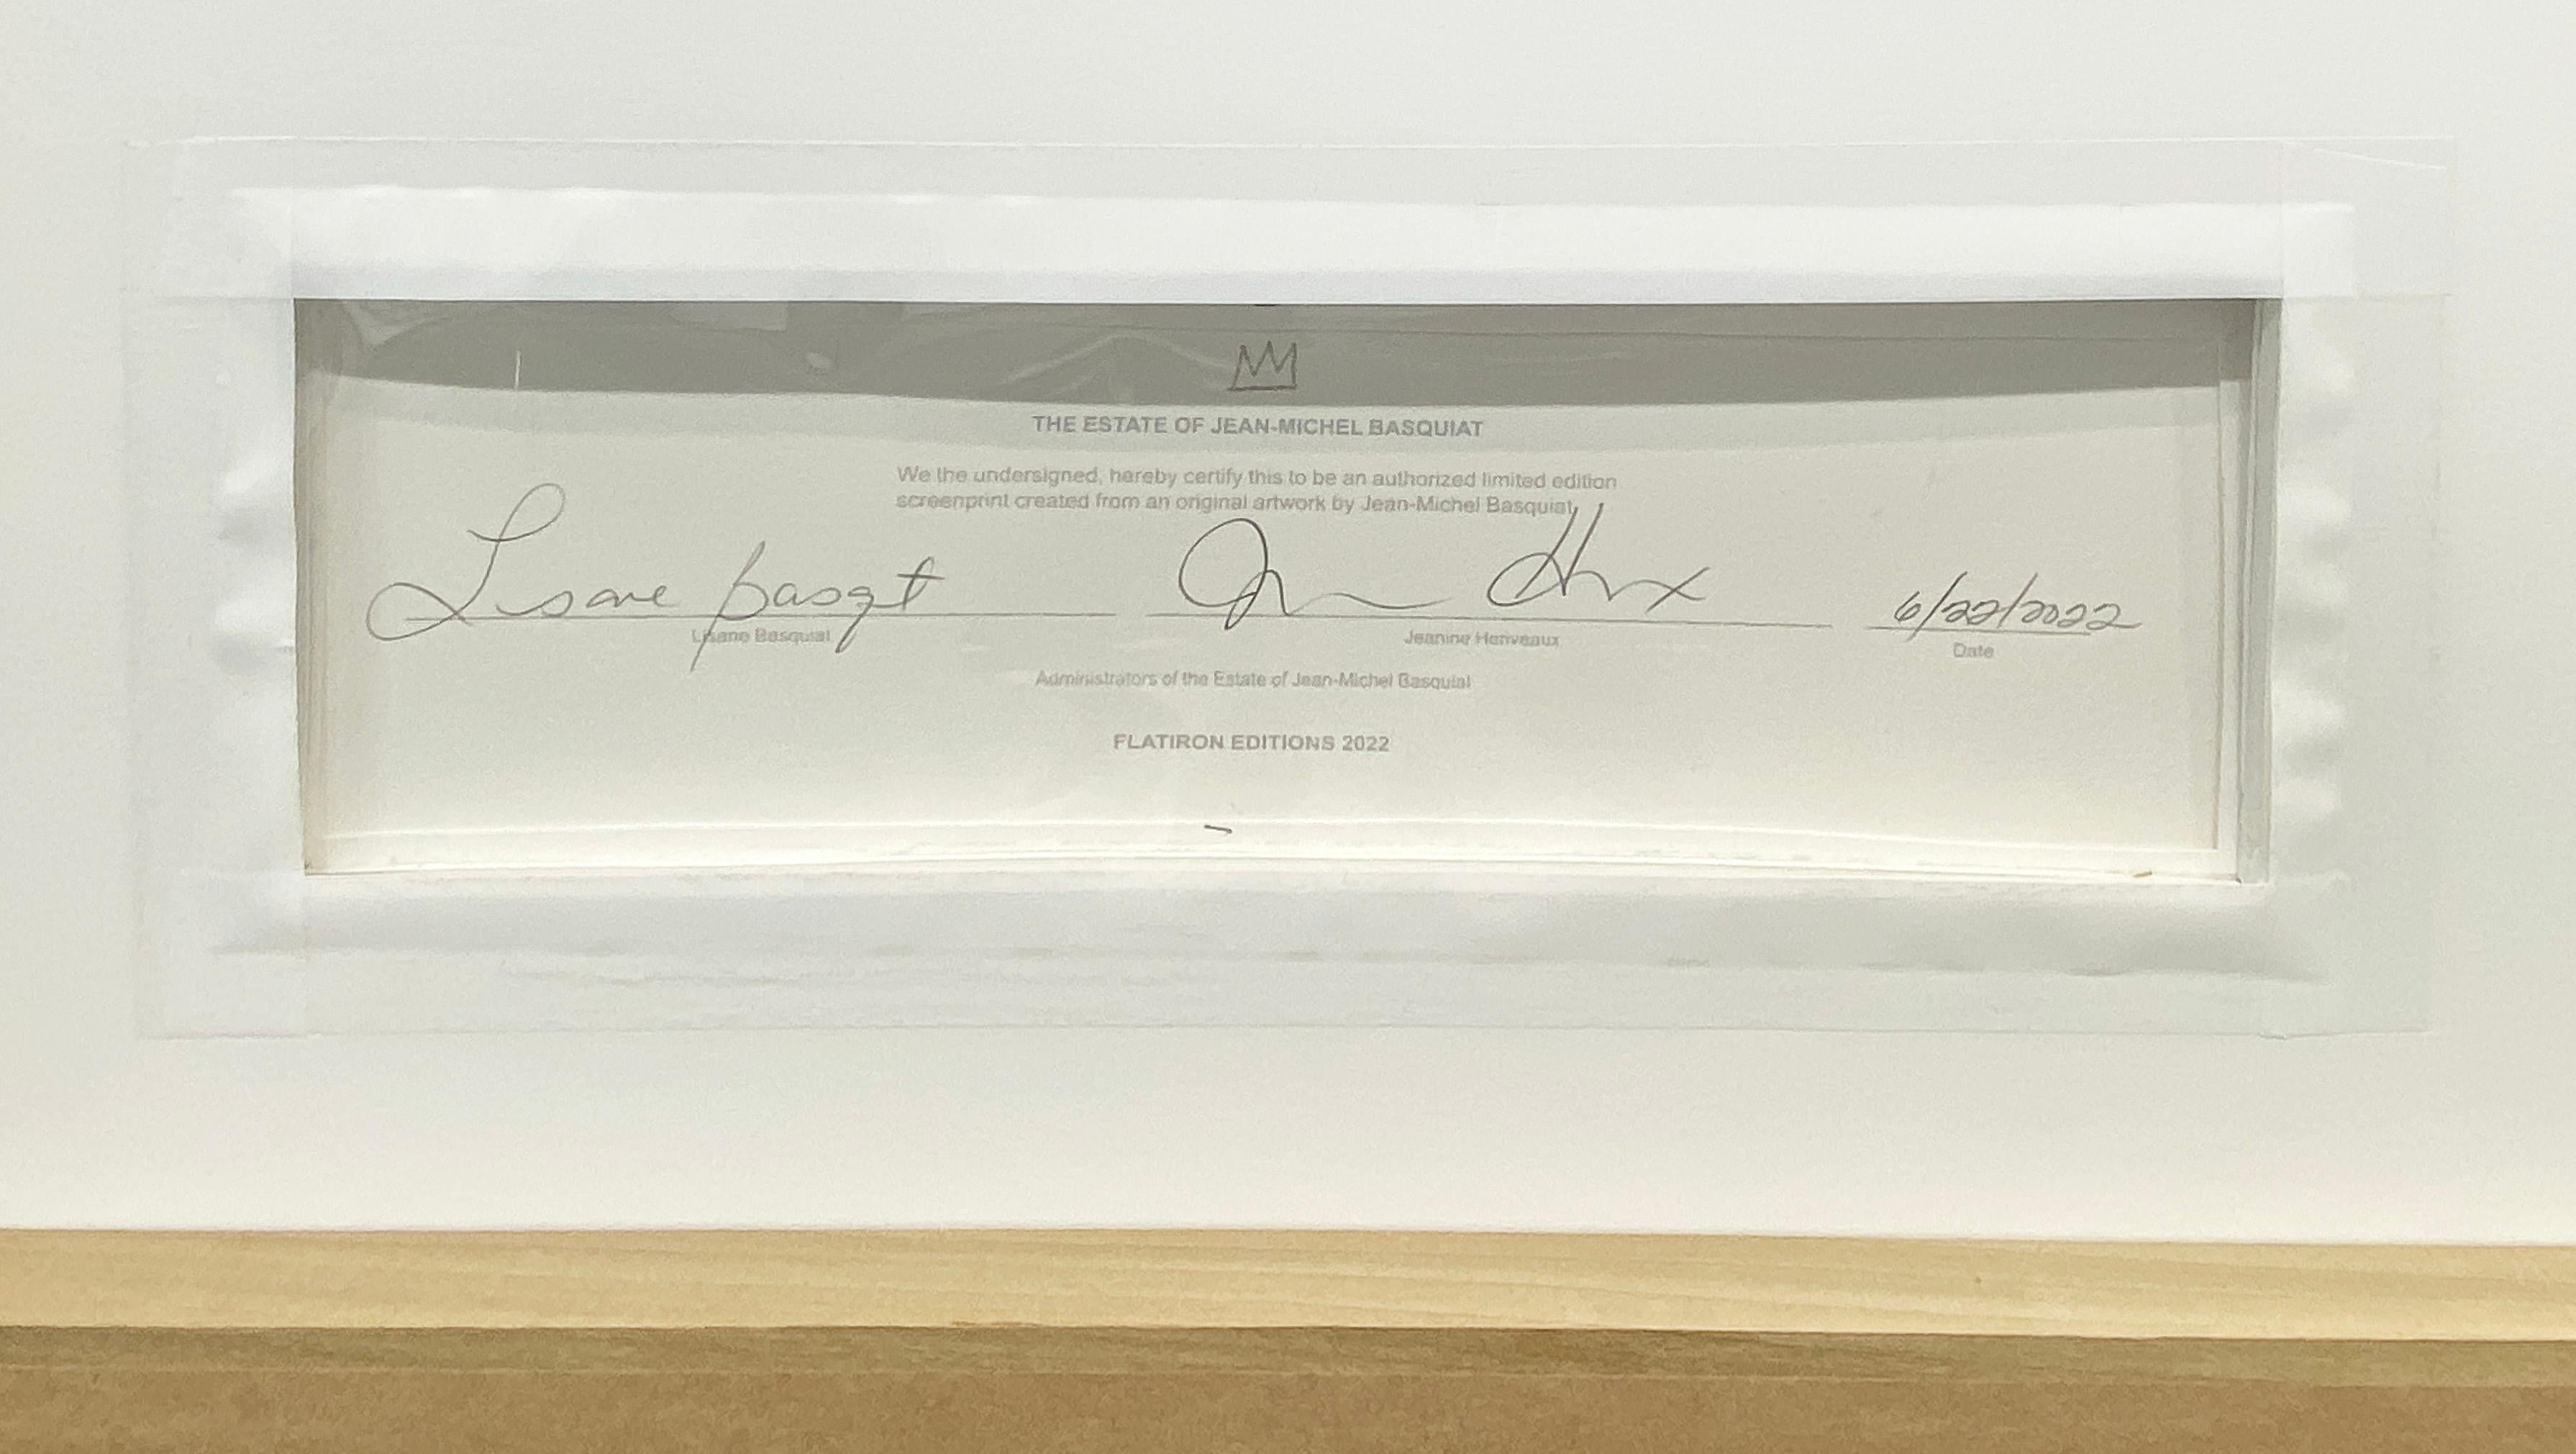 THE ESTATE OF JEAN-MICHEL BASQUIAT
We the undersigned, hereby certify this to be an authorized limited edition
screenprint created from an original artwork by Jean-Michel Basquiat.
6/22/2022
Lisane Basquiat Jeanine Heriveaux Date
Administrators of the Estate of Jean-Michel Basquiat
FLATIRON EDITIONS 2022